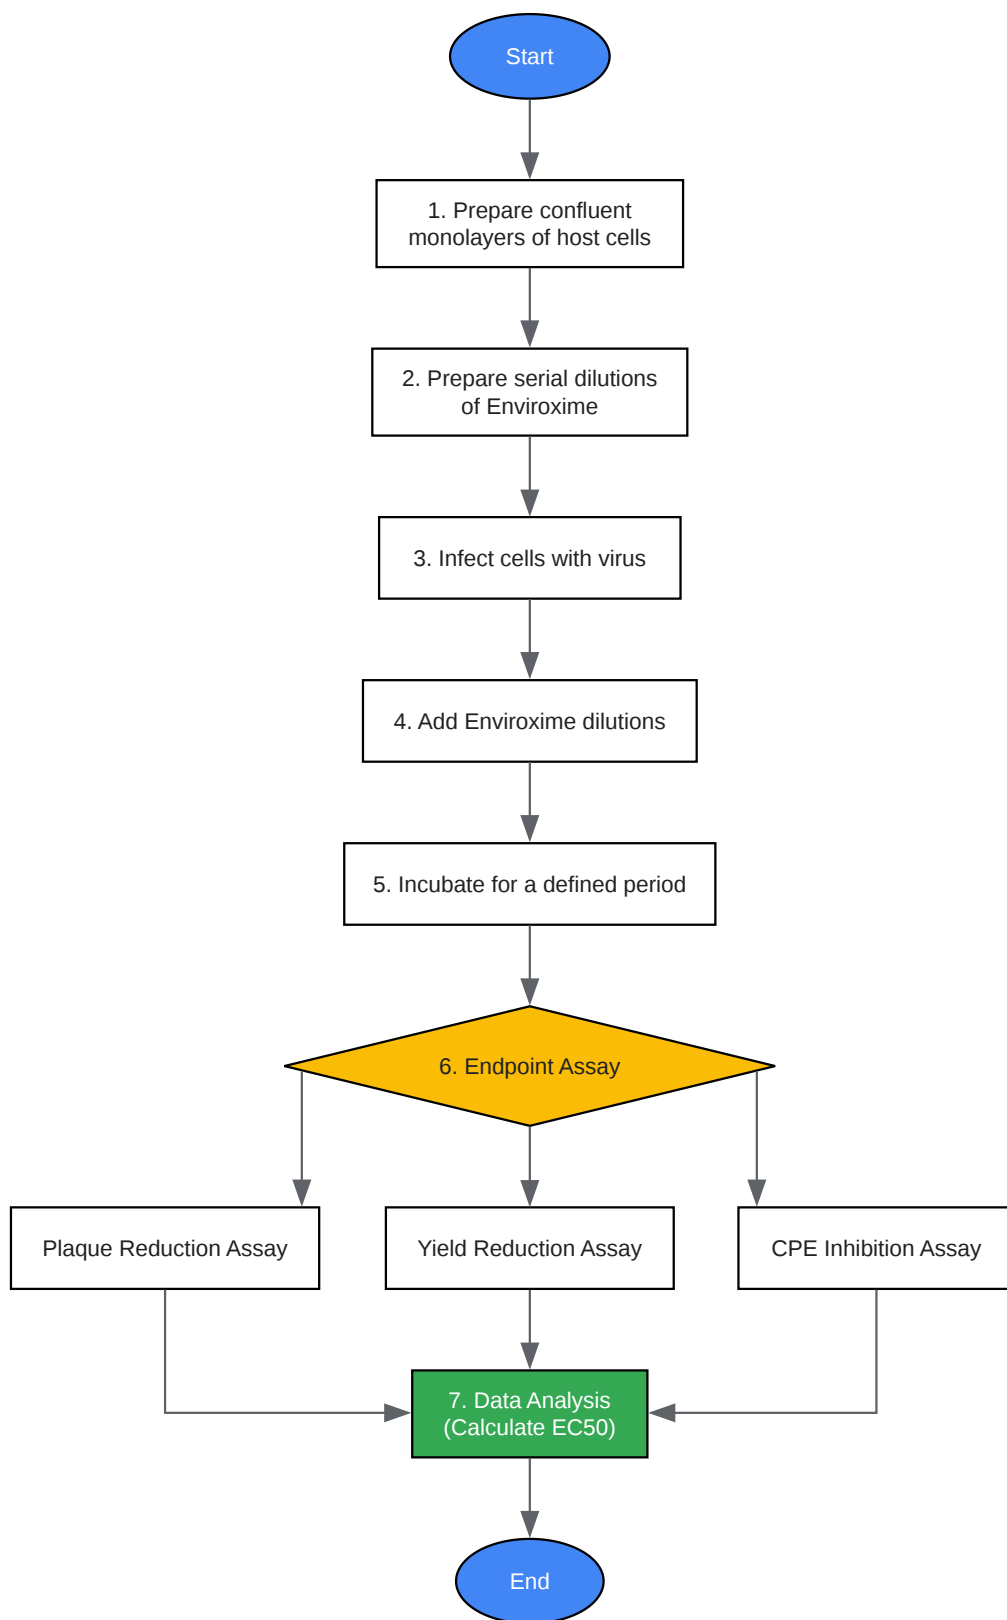 Start
1. Prepare confluent
monolayers of host cells
2. Prepare serial dilutions
of Enviroxime
3. Infect cells with virus
4. Add Enviroxime dilutions
5. Incubate for a defined period
6. Endpoint Assay
Plaque Reduction Assay
Yield Reduction Assay
CPE Inhibition Assay
7. Data Analysis
(Calculate EC50)
End